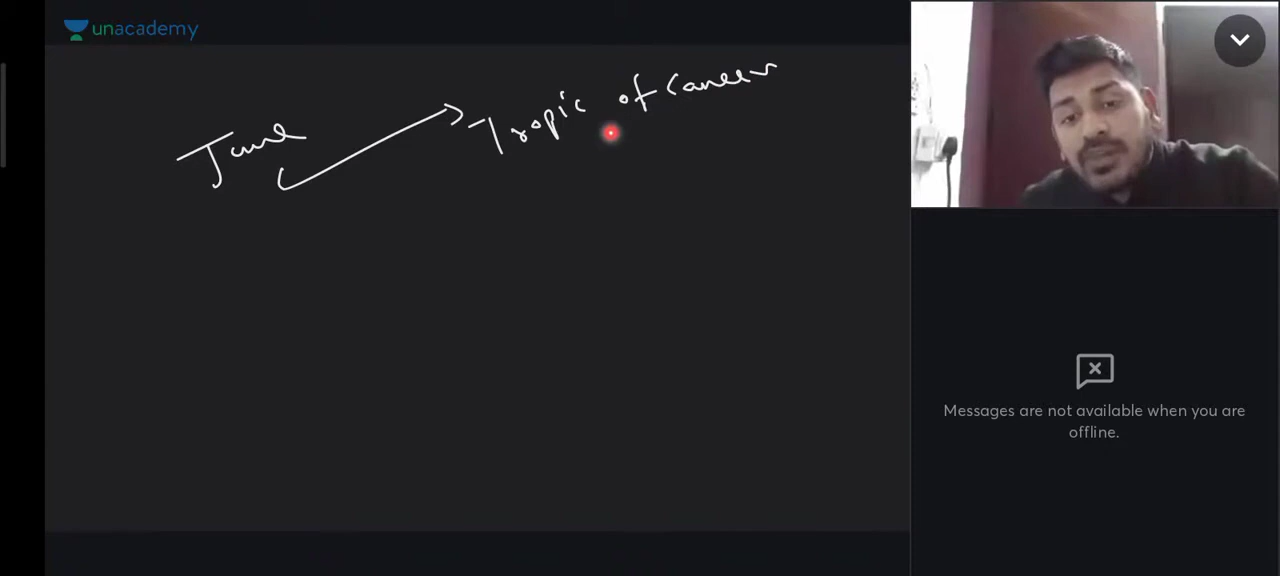 unacademy
June
Tropic of Cancer
Messages are not available when you are
offline.